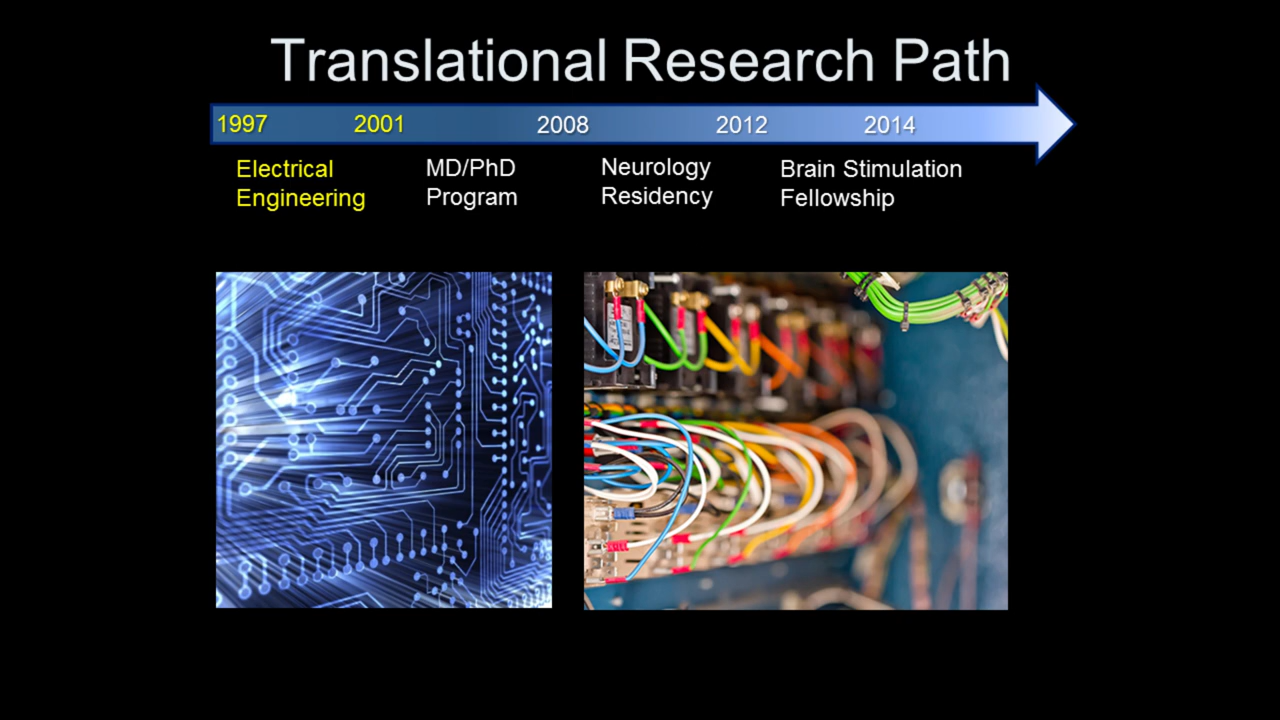 Translational Research Path
1997 2001 2008 2012 2014
Electrical
Engineering
MD/PhD
Program
Neurology
Residency
Brain Stimulation
Fellowship